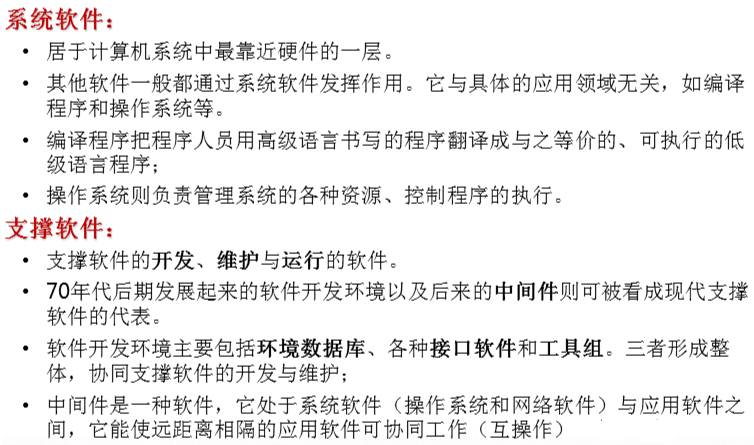 系统软件：
• 居于计算机系统中最靠近硬件的一层。
• 其他软件一般都通过系统软件发挥作用。它与具体的应用领域无关，如编译
程序和操作系统等。
• 编译程序把程序人员用高级语言书写的程序翻译成与之等价的、可执行的低
级语言程序；
• 操作系统则负责管理系统的各种资源、控制程序的执行。
支撑软件：
• 支撑软件的开发、维护与运行的软件。
• 70年代后期发展起来的软件开发环境以及后来的中间件则可被看成现代支撑
软件的代表。
• 软件开发环境主要包括环境数据库、各种接口软件和工具组。三者形成整
体，协同支撑软件的开发与维护；
• 中间件是一种软件，它处于系统软件（操作系统和网络软件）与应用软件之
间，它能使远距离相隔的应用软件可协同工作（互操作）